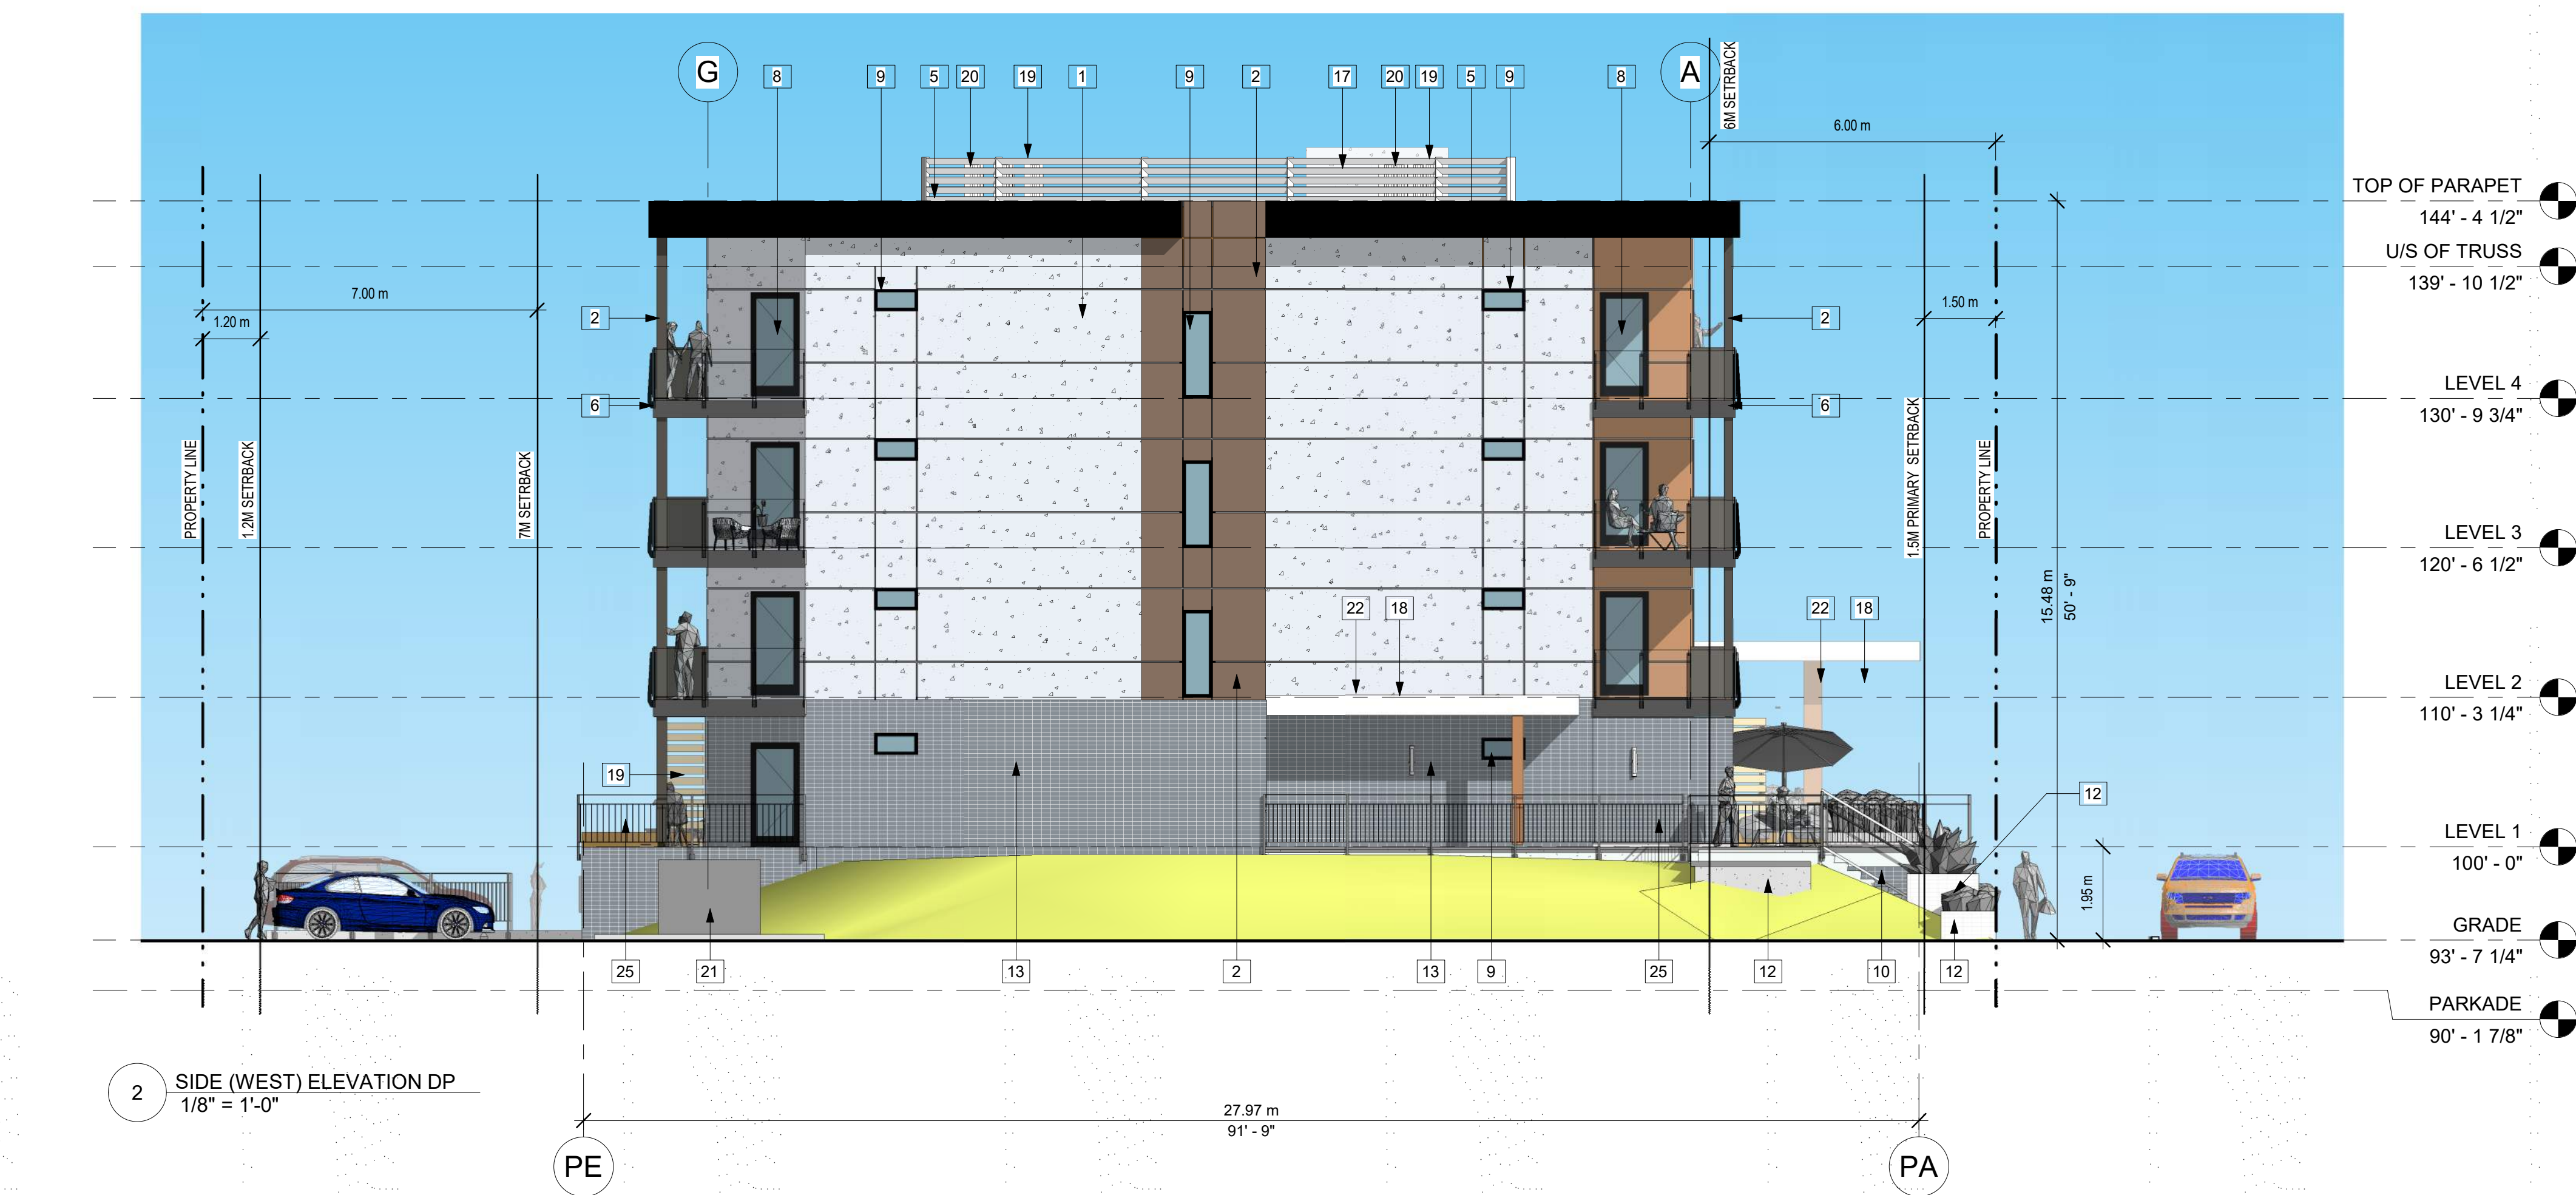 G
A
8
9
5
20
19
1
9
2
17
20
19
5
9
8
6M SETRBACK
6.00 m
TOP OF PARAPET
144' - 4 1/2"
U/S OF TRUSS
139' - 10 1/2"
7.00 m
1.20 m
1.50 m
2
2
LEVEL 4
130' - 9 3/4"
6
6
PROPERTY LINE
1.2M SETRBACK
7M SETRBACK
1.5M PRIMARY SETRBACK
PROPERTY LINE
LEVEL 3
120' - 6 1/2"
15.48 m
50' - 9"
22
18
22
18
LEVEL 2
110' - 3 1/4"
19
12
LEVEL 1
100' - 0"
1.95 m
GRADE
93' - 7 1/4"
25
21
13
2
13
9
25
12
10
12
PARKADE
90' - 1 7/8"
2
SIDE (WEST) ELEVATION DP
1/8" = 1'-0"
27.97 m
91' - 9"
PE
PA